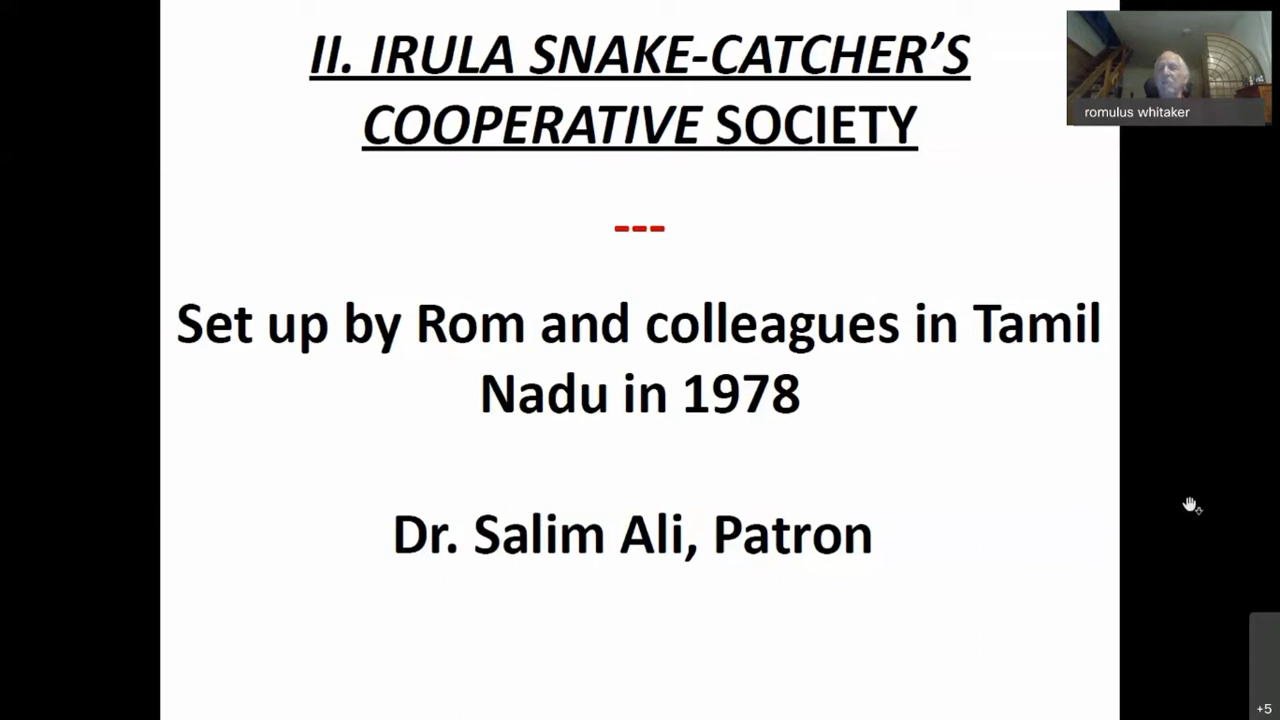 II. IRULA SNAKE-CATCHER’S
COOPERATIVE SOCIETY
romulus whitaker
---
Set up by Rom and colleagues in Tamil
Nadu in 1978
Dr. Salim Ali, Patron
+5